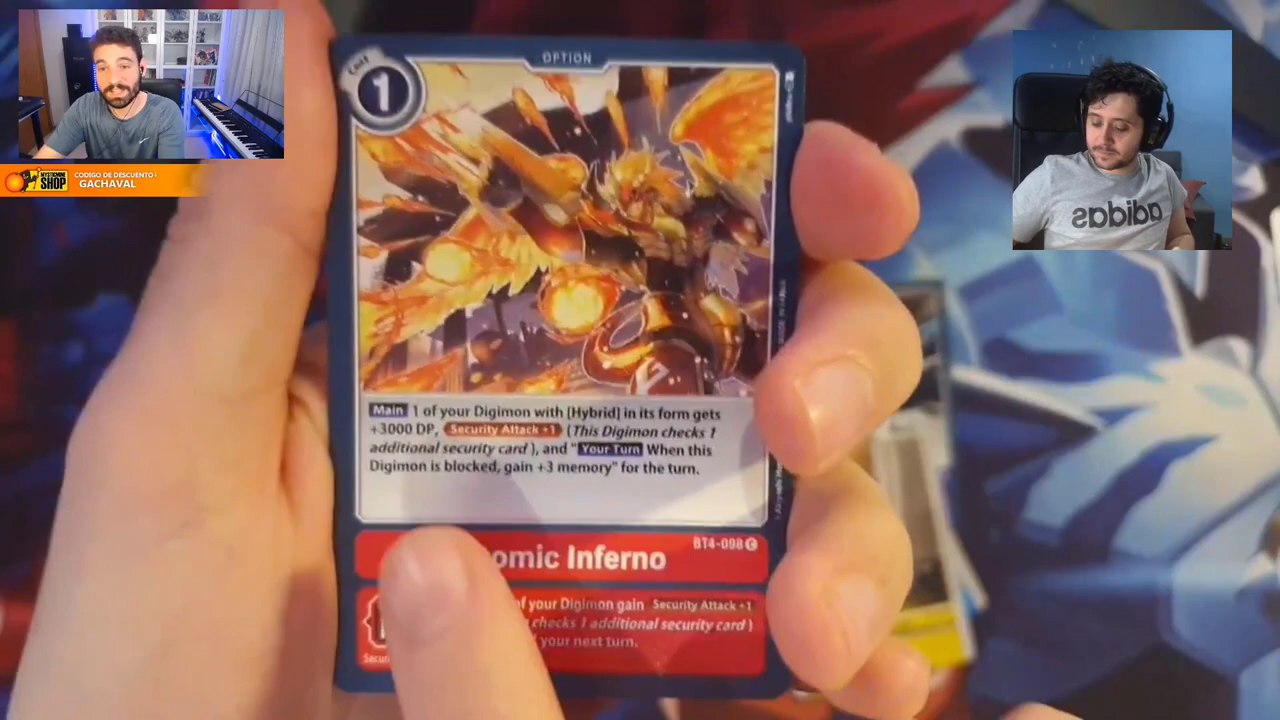 OPTION
Cost
1
MYSTICMINE
SHOP
CODIGO DE DESCUENTO:
GACHAVAL
adidas
Main 1 of your Digimon with [Hybrid] in its form gets
+3000 DP, Security Attack +1 (This Digimon checks 1
additional security card), and "Your Turn When this
Digimon is blocked, gain +3 memory" for the turn.
BT4-098 C
omic Inferno
of your Digimon gain Security Attack +1
checks 1 additional security card)
your next turn.
Secur